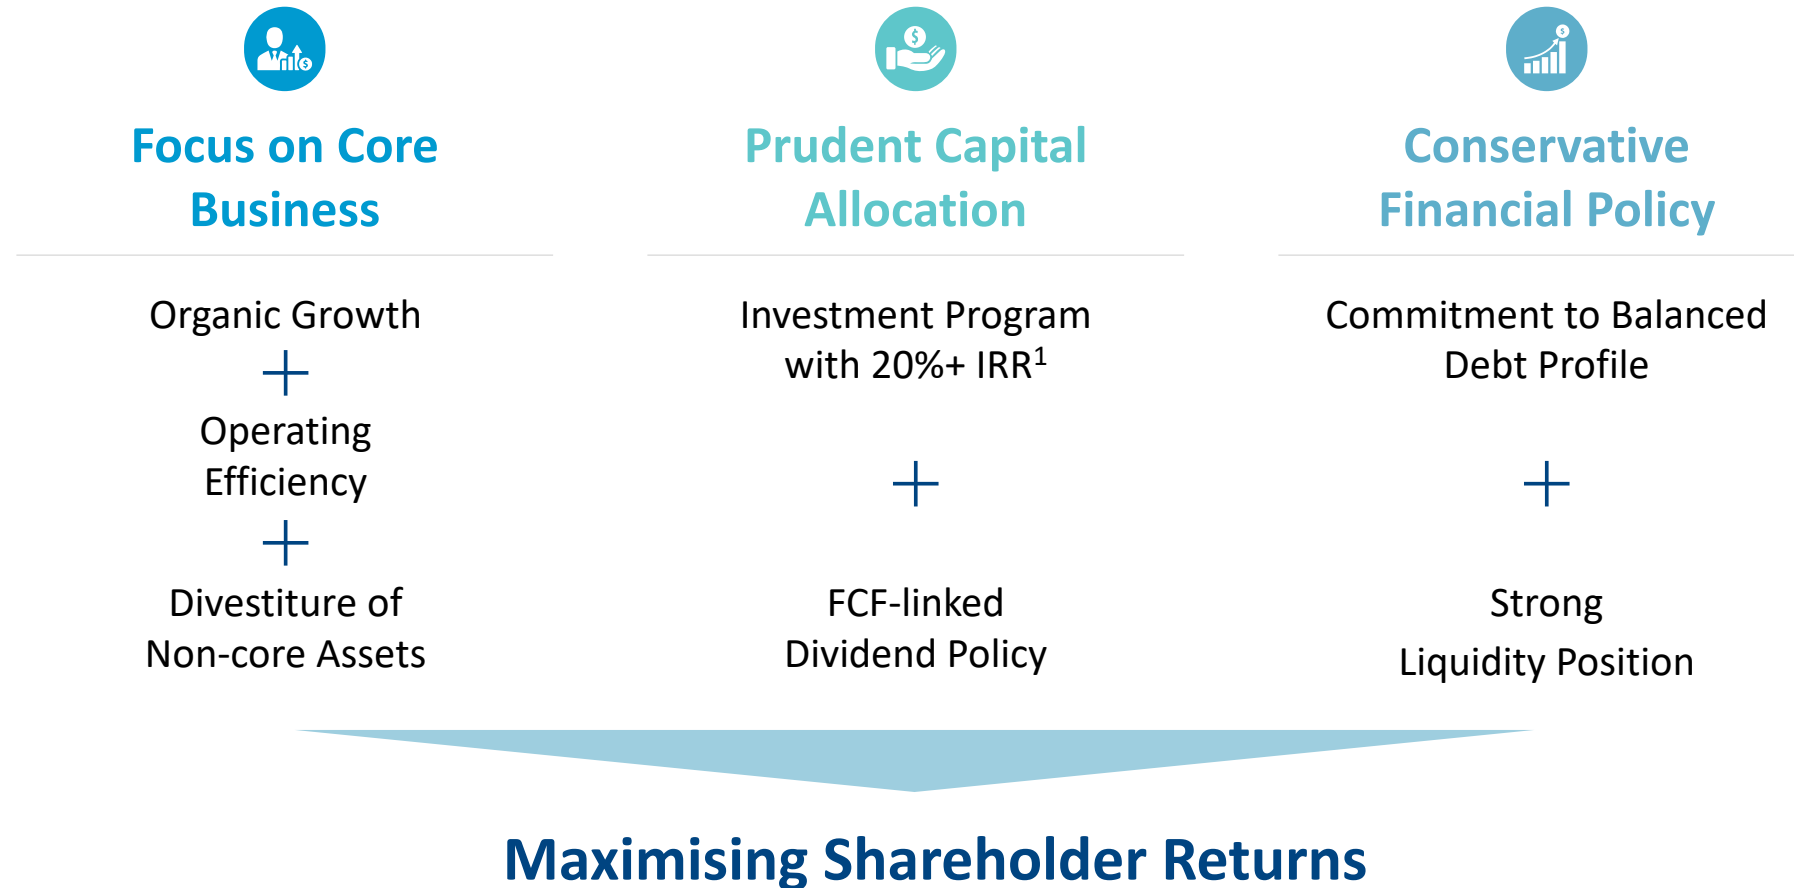 Focus on Core
Business
Organic Growth
+
Operating
Efficiency
+
Divestiture of
Non-core Assets
Prudent Capital
Allocation
Investment Program
with 20%+ IRR¹
+
FCF-linked
Dividend Policy
Conservative
Financial Policy
Commitment to Balanced
Debt Profile
+
Strong
Liquidity Position
Maximising Shareholder Returns